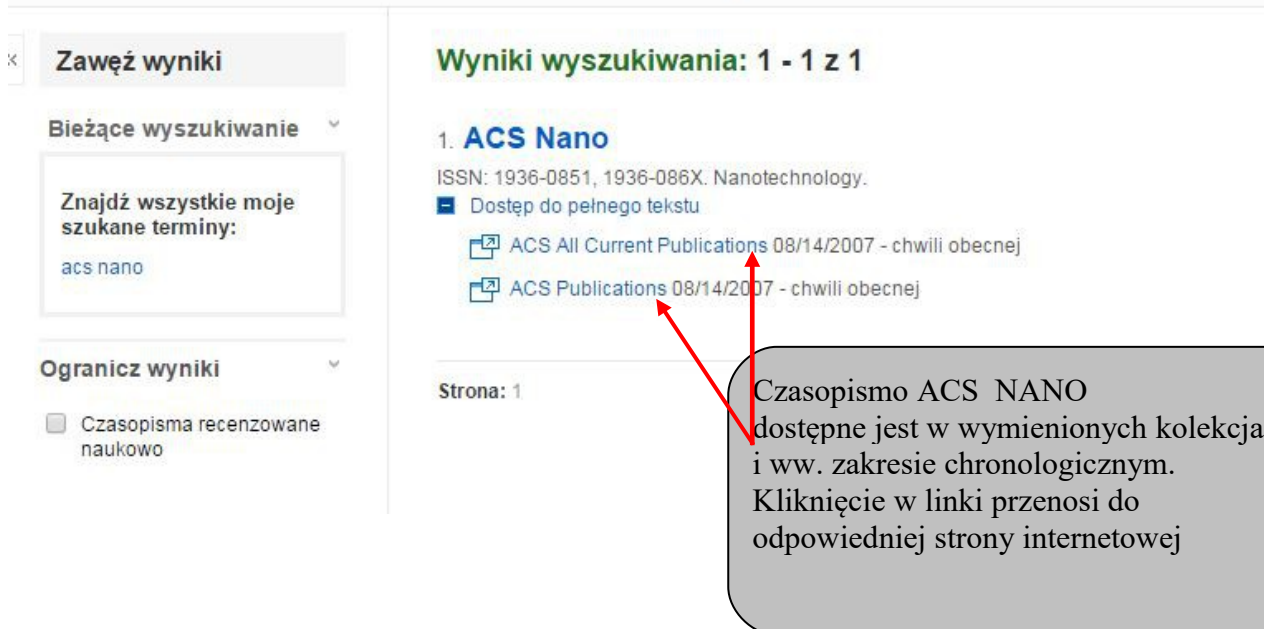 Zawęź wyniki
Bieżące wyszukiwanie
Znajdź wszystkie moje
szukane terminy:
acs nano
Ogranicz wyniki
Czasopisma recenzowane
naukowo
Wyniki wyszukiwania: 1 - 1 z 1
1. ACS Nano
ISSN: 1936-0851, 1936-086X. Nanotechnology.
Dostęp do pełnego tekstu
ACS All Current Publications 08/14/2007 - chwili obecnej
ACS Publications 08/14/2007 - chwili obecnej
Strona: 1
Czasopismo ACS NANO
dostępne jest w wymienionych kolekcja
i ww. zakresie chronologicznym.
Kliknięcie w linki przenosi do
odpowiedniej strony internetowej